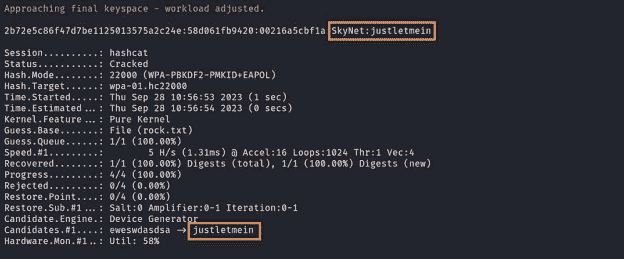 Approaching final keyspace - workload adjusted.
2b72e5c86f47d7be1125013575a2c24e:58d061fb9420:00216a5cbf1a SkyNet:justletmein
Session..........: hashcat
Status...........: Cracked
Hash.Mode........: 22000 (WPA-PBKDF2-PMKID+EAPOL)
Hash.Target......: wpa-01.hc22000
Time.Started.....: Thu Sep 28 10:56:53 2023 (1 sec)
Time.Estimated...: Thu Sep 28 10:56:54 2023 (0 secs)
Kernel.Feature...: Pure Kernel
Guess.Base.......: File (rock.txt)
Guess.Queue......: 1/1 (100.00%)
Speed.#1.........: 5 H/s (1.31ms) @ Accel:16 Loops:1024 Thr:1 Vec:4
Recovered........: 1/1 (100.00%) Digests (total), 1/1 (100.00%) Digests (new)
Progress.........: 4/4 (100.00%)
Rejected.........: 0/4 (0.00%)
Restore.Point....: 0/4 (0.00%)
Restore.Sub.#1...: Salt:0 Amplifier:0-1 Iteration:0-1
Candidate.Engine.: Device Generator
Candidates.#1....: eweswdasdsa -> justletmein
Hardware.Mon.#1..: Util: 58%